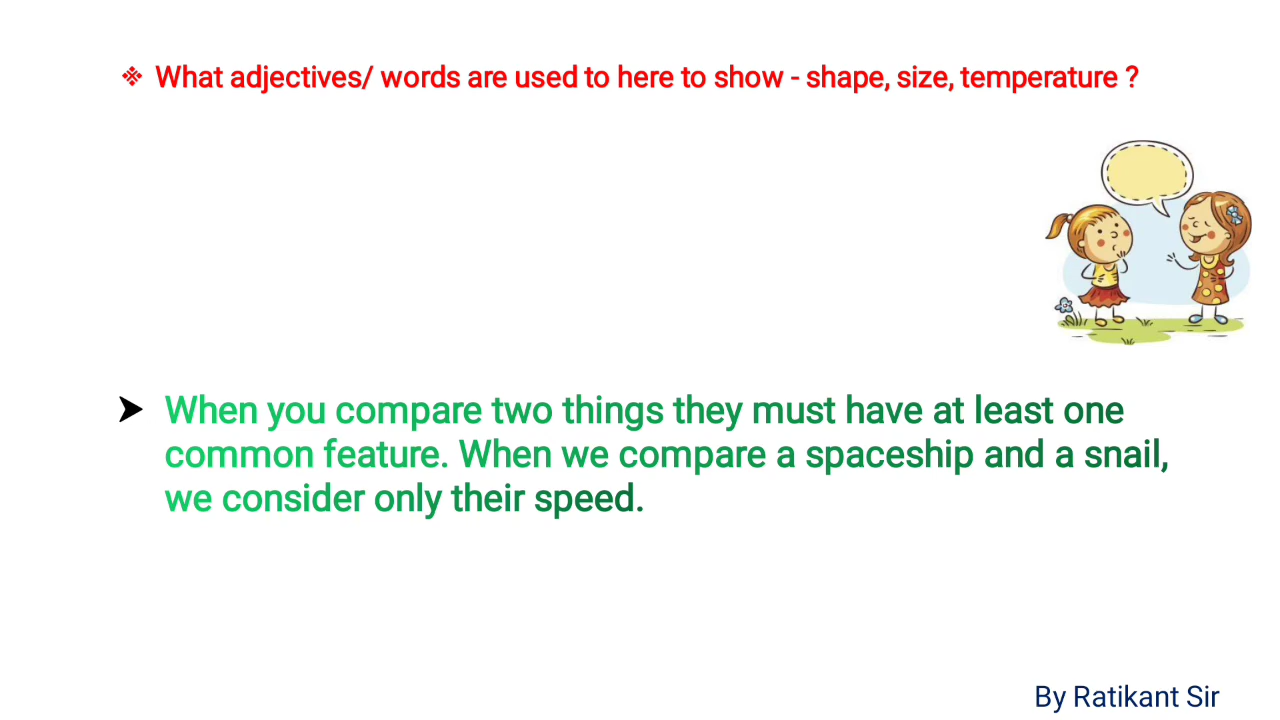 ❖ What adjectives/ words are used to here to show - shape, size, temperature ?
➤ When you compare two things they must have at least one
common feature. When we compare a spaceship and a snail,
we consider only their speed.
By Ratikant Sir